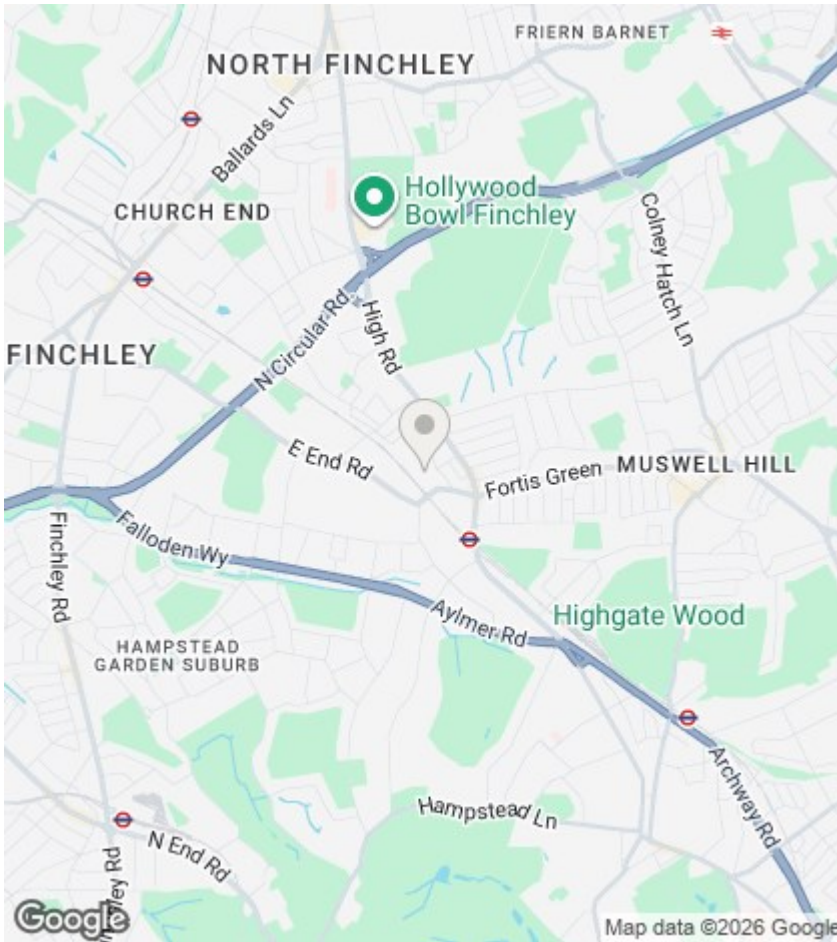 FRIERN BARNET
NORTH FINCHLEY
Ballards Ln
Hollywood
Bowl Finchley
CHURCH END
Colney Hatch Ln
N Circular Rd
High Rd
FINCHLEY
E End Rd
Fortis Green
MUSWELL HILL
Falloden Wy
Finchley Rd
Aylmer Rd
Highgate Wood
HAMPSTEAD
GARDEN SUBURB
Archway Rd
Hampstead Ln
N End Rd
Google
Map data ©2026 Google